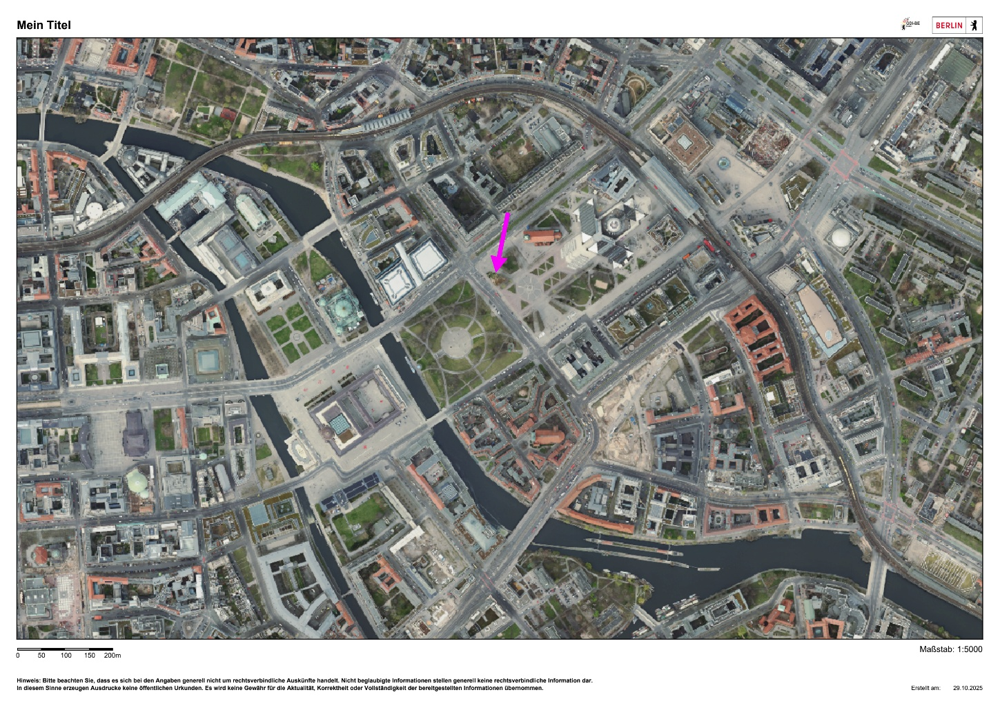 Mein Titel
GDI-BE
BERLIN
0 50 100 150 200m
Maßstab: 1:5000
Hinweis: Bitte beachten Sie, dass es sich bei den Angaben generell nicht um rechtsverbindliche Auskünfte handelt. Nicht beglaubigte Informationen stellen generell keine rechtsverbindliche Information dar.
In diesem Sinne erzeugen Ausdrucke keine öffentlichen Urkunden. Es wird keine Gewähr für die Aktualität, Korrektheit oder Vollständigkeit der bereitgestellten Informationen übernommen.
Erstellt am: 29.10.2025